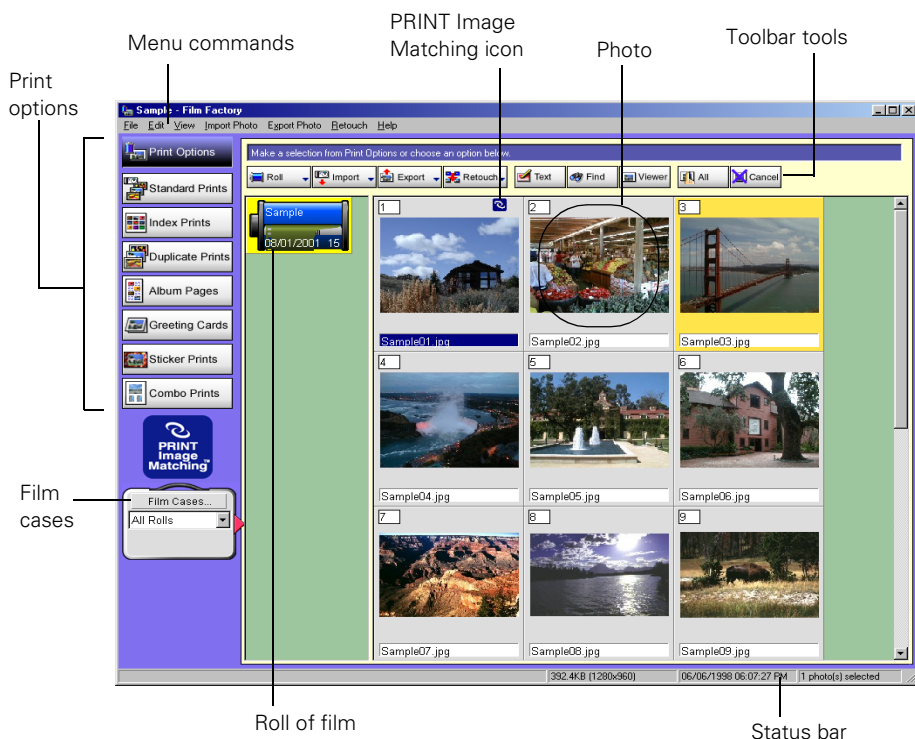 Menu commands
PRINT Image
Matching icon
Photo
Toolbar tools
Print
options
Sample - Film Factory
File Edit View Import Photo Export Photo Retouch Help
Print Options
Make a selection from Print Options or choose an option below.
Roll Import Export Retouch Text Find Viewer All Cancel
Standard Prints
Index Prints
Duplicate Prints
Album Pages
Greeting Cards
Sticker Prints
Combo Prints
PRINT
Image
Matching™
Film
cases
Film Cases...
All Rolls
Sample
08/01/2001 15
1 2 3
Sample01.jpg Sample02.jpg Sample03.jpg
4 5 6
Sample04.jpg Sample05.jpg Sample06.jpg
7 8 9
Sample07.jpg Sample08.jpg Sample09.jpg
392.4KB (1280x960) 06/06/1998 06:07:27 PM 1 photo(s) selected
Roll of film
Status bar